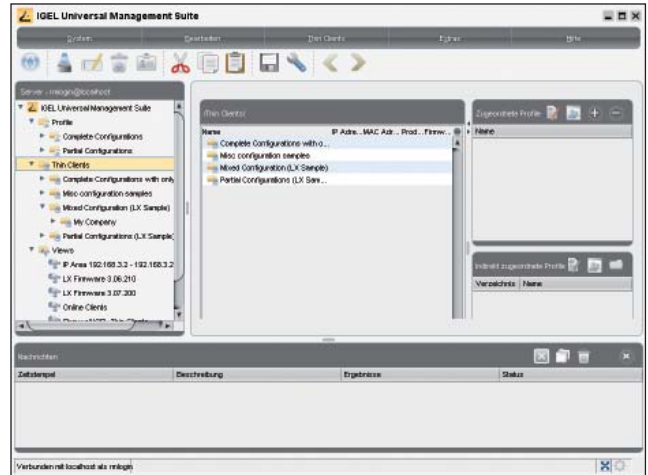 IGEL Universal Management Suite
System Bearbeiten Thin Clients Extras Hilfe
Server - rmlogin@localhost
IGEL Universal Management Suite
Profile
Complete Configurations
Partial Configurations
Thin Clients
Complete Configurations with only
Misc configuration samples
Mixed Configuration (LX Sample)
My Company
Partial Configurations (LX Sample)
Views
IP Area 192.168.3.2 - 192.168.3.2
LX Firmware 3.06.210
LX Firmware 3.07.200
Online Clients
/Thin Clients/
Name IP Adre... MAC Adr... Prod... Firmw...
Complete Configurations with o...
Misc configuration samples
Mixed Configuration (LX Sample)
Partial Configurations (LX Sam...
Zugeordnete Profile
Name
Indirekt zugeordnete Profile
Verzeichnis Name
Nachrichten
Zeitstempel Beschreibung Ergebnisse Status
Verbunden mit localhost als rmlogin